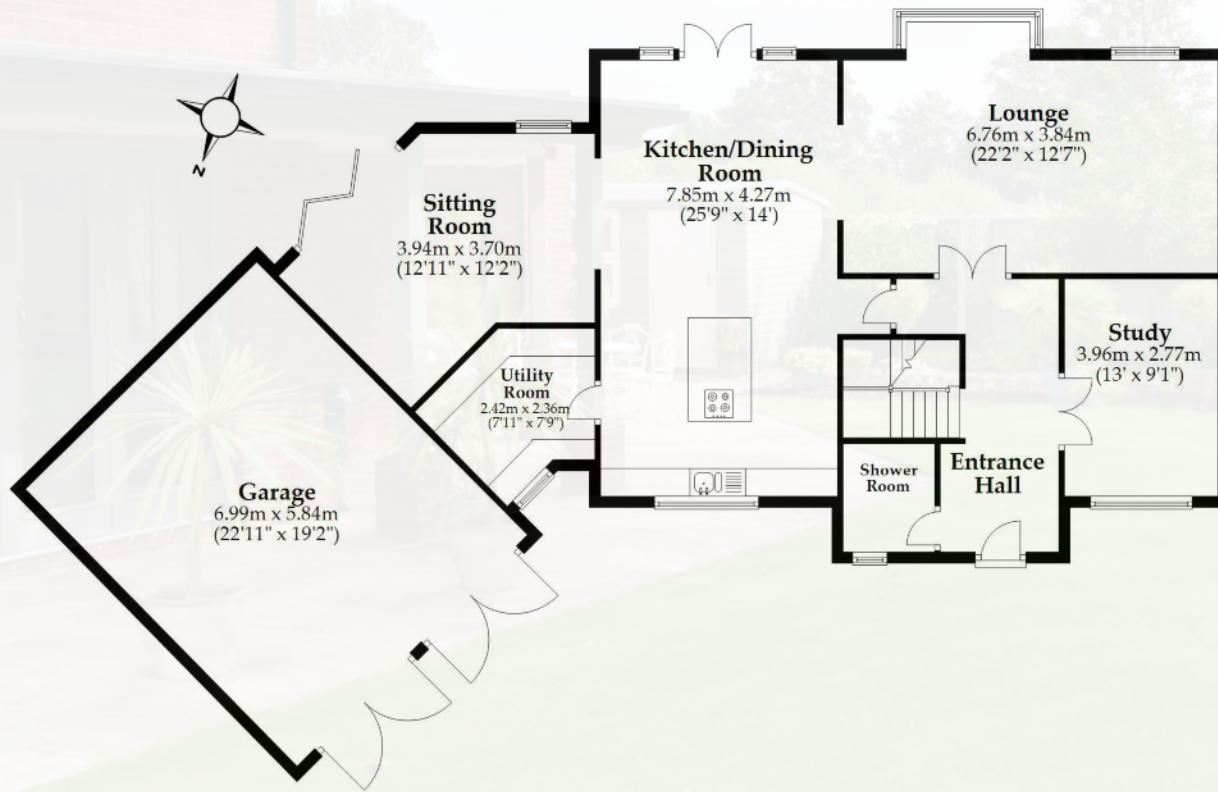 Lounge
6.76m x 3.84m
(22'2" x 12'7")
Kitchen/Dining
Room
7.85m x 4.27m
(25'9" x 14')
Sitting
Room
3.94m x 3.70m
(12'11" x 12'2")
N
Study
3.96m x 2.77m
(13' x 9'1")
Utility
Room
2.42m x 2.36m
(7'11" x 7'9")
Shower
Room
Entrance
Hall
Garage
6.99m x 5.84m
(22'11" x 19'2")